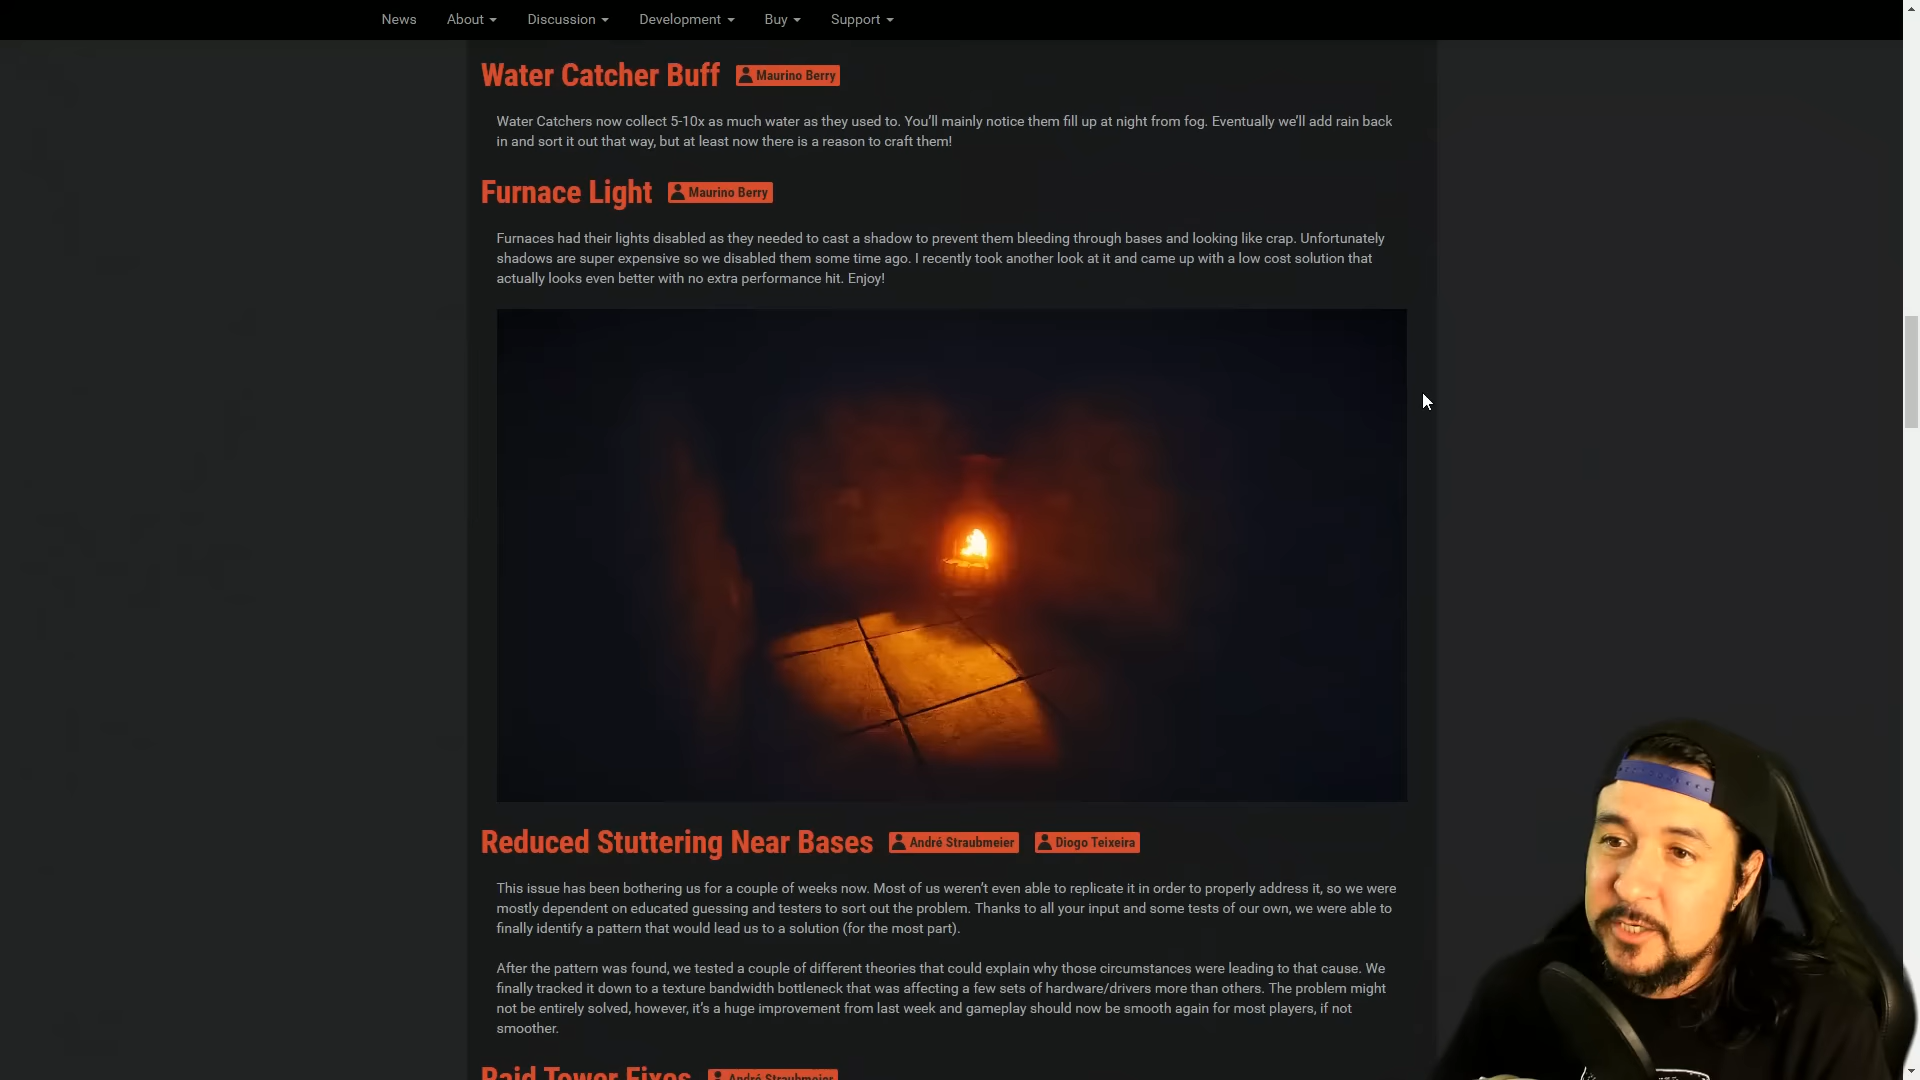 News About Discussion Development Buy Support
Water Catcher Buff Maurino Berry
Water Catchers now collect 5-10x as much water as they used to. You’ll mainly notice them fill up at night from fog. Eventually we’ll add rain back
in and sort it out that way, but at least now there is a reason to craft them!
Furnace Light Maurino Berry
Furnaces had their lights disabled as they needed to cast a shadow to prevent them bleeding through bases and looking like crap. Unfortunately
shadows are super expensive so we disabled them some time ago. I recently took another look at it and came up with a low cost solution that
actually looks even better with no extra performance hit. Enjoy!
Reduced Stuttering Near Bases André Straubmeier Diogo Teixeira
This issue has been bothering us for a couple of weeks now. Most of us weren’t even able to replicate it in order to properly address it, so we were
mostly dependent on educated guessing and testers to sort out the problem. Thanks to all your input and some tests of our own, we were able to
finally identify a pattern that would lead us to a solution (for the most part).
After the pattern was found, we tested a couple of different theories that could explain why those circumstances were leading to that cause. We
finally tracked it down to a texture bandwidth bottleneck that was affecting a few sets of hardware/drivers more than others. The problem might
not be entirely solved, however, it’s a huge improvement from last week and gameplay should now be smooth again for most players, if not
smoother.
Raid Tower Fixes André Straubmeier